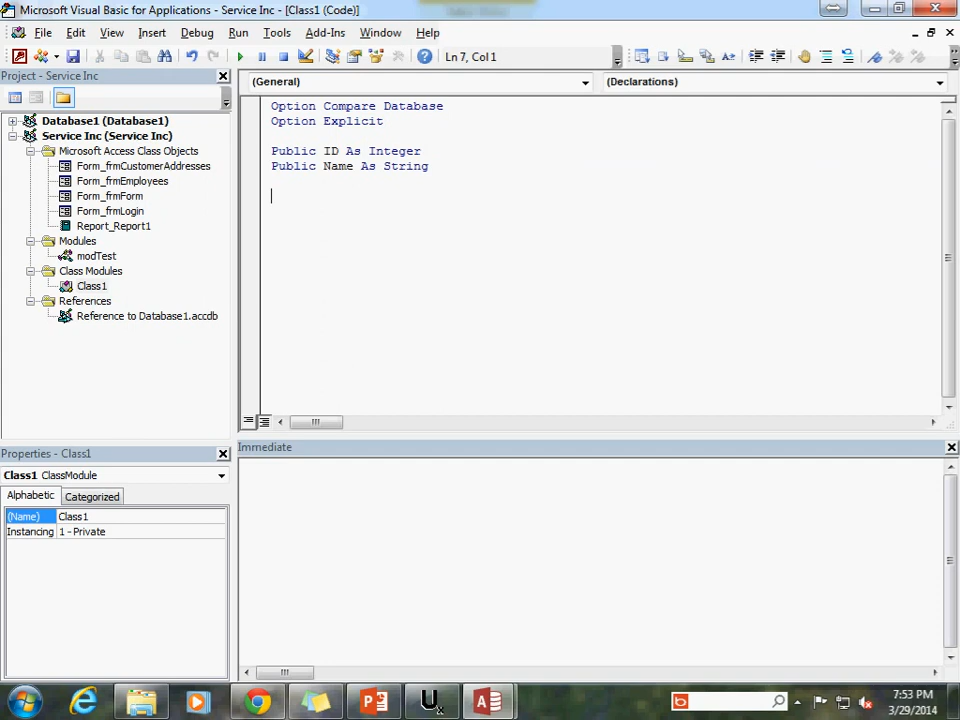 Microsoft Visual Basic for Applications - Service Inc - [Class1 (Code)]
File Edit View Insert Debug Run Tools Add-Ins Window Help
Ln 7, Col 1
Project - Service Inc
(General)
(Declarations)
Database1 (Database1)
Service Inc (Service Inc)
Microsoft Access Class Objects
Form_frmCustomerAddresses
Form_frmEmployees
Form_frmForm
Form_frmLogin
Report_Report1
Modules
modTest
Class Modules
Class1
References
Reference to Database1.accdb
Option Compare Database
Option Explicit
Public ID As Integer
Public Name As String
Properties - Class1
Class1 ClassModule
Alphabetic Categorized
(Name) Class1
Instancing 1 - Private
Immediate
7:53 PM
3/29/2014